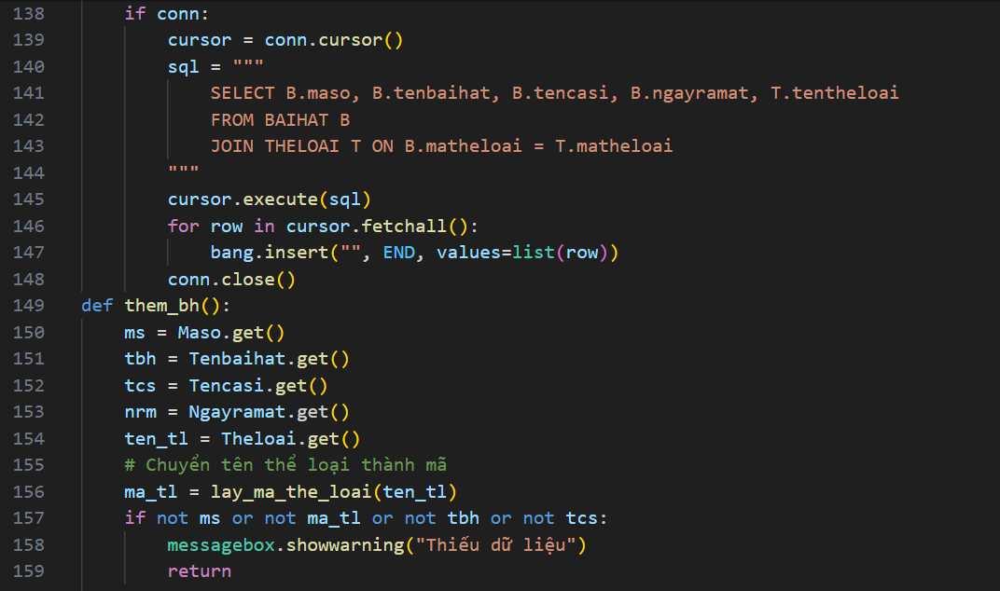 138 if conn:
139 cursor = conn.cursor()
140 sql = """
141 SELECT B.maso, B.tenbaihat, B.tencasi, B.ngayramat, T.tentheloai
142 FROM BAIHAT B
143 JOIN THELOAI T ON B.matheloai = T.matheloai
144 """
145 cursor.execute(sql)
146 for row in cursor.fetchall():
147 bang.insert("", END, values=list(row))
148 conn.close()
149 def them_bh():
150 ms = Maso.get()
151 tbh = Tenbaihat.get()
152 tcs = Tencasi.get()
153 nrm = Ngayramat.get()
154 ten_tl = Theloai.get()
155 # Chuyển tên thể loại thành mã
156 ma_tl = lay_ma_the_loai(ten_tl)
157 if not ms or not ma_tl or not tbh or not tcs:
158 messagebox.showwarning("Thiếu dữ liệu")
159 return